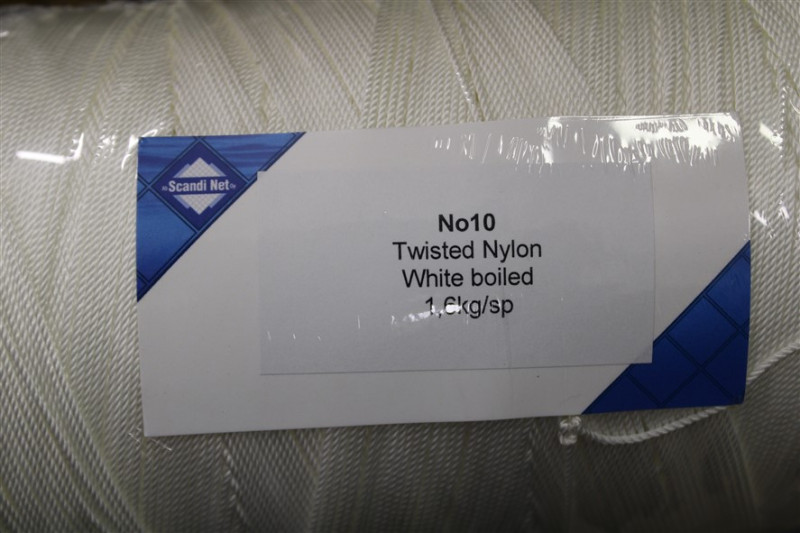 Scandi Net
No10
Twisted Nylon
White boiled
1,6kg/sp